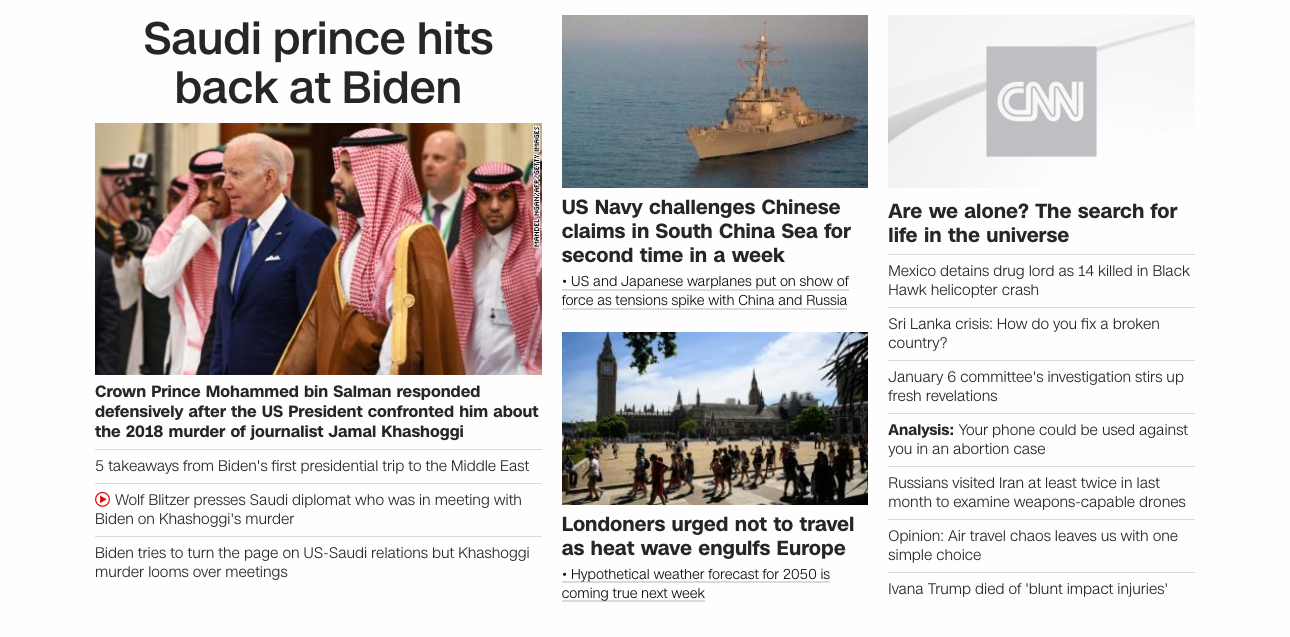 Saudi prince hits
back at Biden
MANDEL NGAN/AFP/GETTY IMAGES
Crown Prince Mohammed bin Salman responded
defensively after the US President confronted him about
the 2018 murder of journalist Jamal Khashoggi
5 takeaways from Biden's first presidential trip to the Middle East
Wolf Blitzer presses Saudi diplomat who was in meeting with
Biden on Khashoggi's murder
Biden tries to turn the page on US-Saudi relations but Khashoggi
murder looms over meetings
US Navy challenges Chinese
claims in South China Sea for
second time in a week
• US and Japanese warplanes put on show of
force as tensions spike with China and Russia
Londoners urged not to travel
as heat wave engulfs Europe
• Hypothetical weather forecast for 2050 is
coming true next week
CNN
Are we alone? The search for
life in the universe
Mexico detains drug lord as 14 killed in Black
Hawk helicopter crash
Sri Lanka crisis: How do you fix a broken
country?
January 6 committee's investigation stirs up
fresh revelations
Analysis: Your phone could be used against
you in an abortion case
Russians visited Iran at least twice in last
month to examine weapons-capable drones
Opinion: Air travel chaos leaves us with one
simple choice
Ivana Trump died of 'blunt impact injuries'